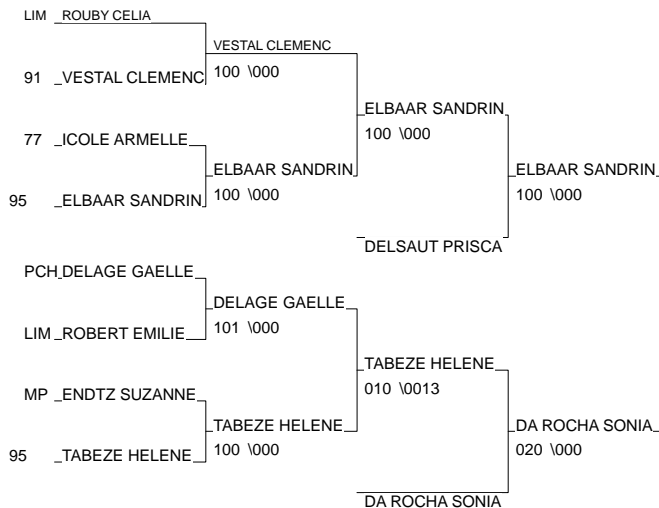 LIM ROUBY CELIA
VESTAL CLEMENC
100 \000
91 VESTAL CLEMENC
ELBAAR SANDRIN
100 \000
77 ICOLE ARMELLE
ELBAAR SANDRIN
100 \000
ELBAAR SANDRIN
100 \000
95 ELBAAR SANDRIN
DELSAUT PRISCA
PCH DELAGE GAELLE
DELAGE GAELLE
101 \000
LIM ROBERT EMILIE
TABEZE HELENE
010 \0013
MP ENDTZ SUZANNE
TABEZE HELENE
100 \000
DA ROCHA SONIA
020 \000
95 TABEZE HELENE
DA ROCHA SONIA